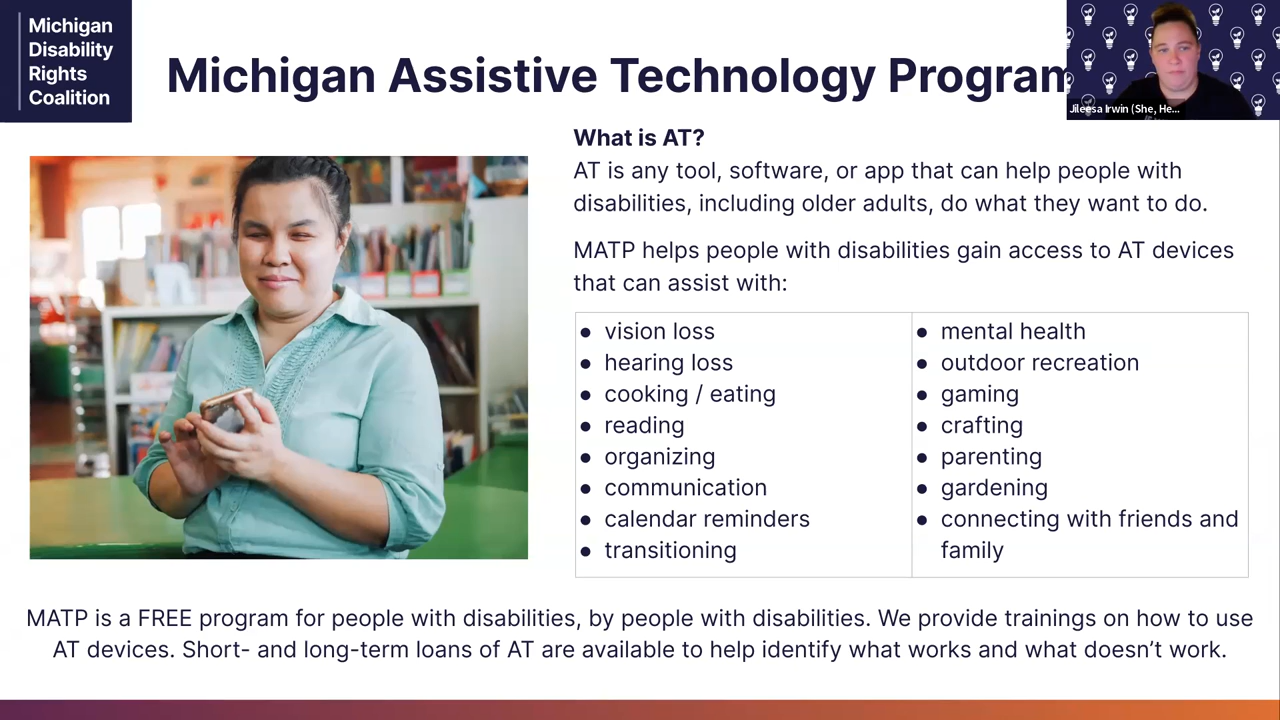 Michigan
Disability
Rights
Coalition
Michigan Assistive Technology Program
Jileesa Irwin (She, He...
What is AT?
AT is any tool, software, or app that can help people with
disabilities, including older adults, do what they want to do.
MATP helps people with disabilities gain access to AT devices
that can assist with:
● vision loss
● hearing loss
● cooking / eating
● reading
● organizing
● communication
● calendar reminders
● transitioning
● mental health
● outdoor recreation
● gaming
● crafting
● parenting
● gardening
● connecting with friends and
family
MATP is a FREE program for people with disabilities, by people with disabilities. We provide trainings on how to use
AT devices. Short- and long-term loans of AT are available to help identify what works and what doesn’t work.